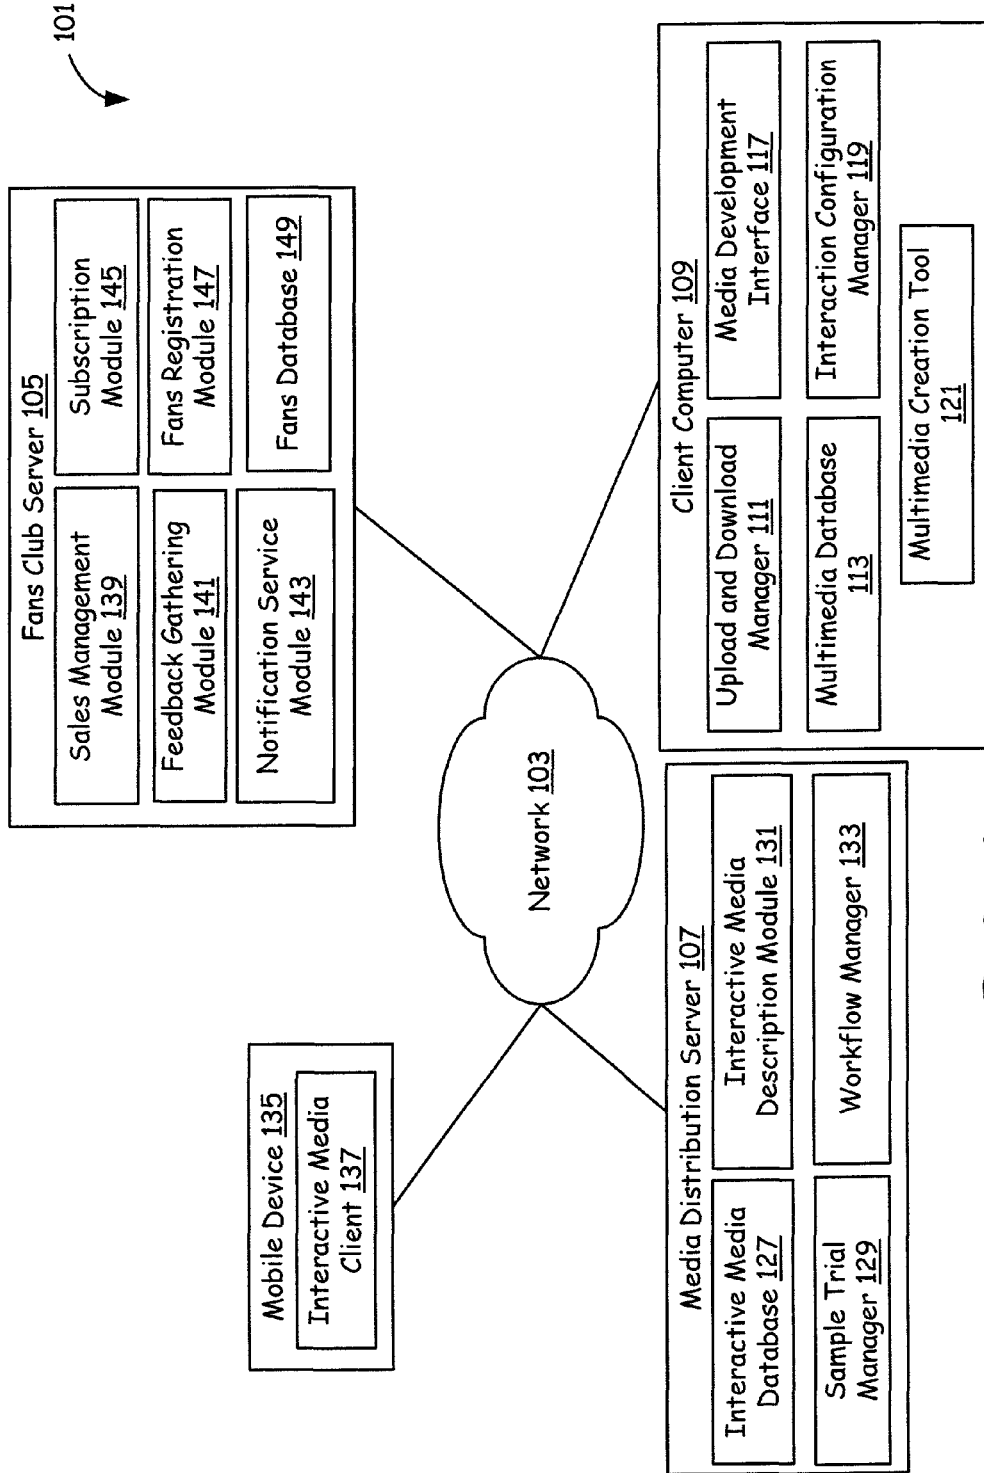 101
Fans Club Server 105
Sales Management
Module 139
Subscription
Module 145
Feedback Gathering
Module 141
Fans Registration
Module 147
Notification Service
Module 143
Fans Database 149
Mobile Device 135
Interactive Media
Client 137
Network 103
Media Distribution Server 107
Interactive Media
Database 127
Interactive Media
Description Module 131
Sample Trial
Manager 129
Workflow Manager 133
Client Computer 109
Upload and Download
Manager 111
Media Development
Interface 117
Multimedia Database
113
Interaction Configuration
Manager 119
Multimedia Creation Tool
121